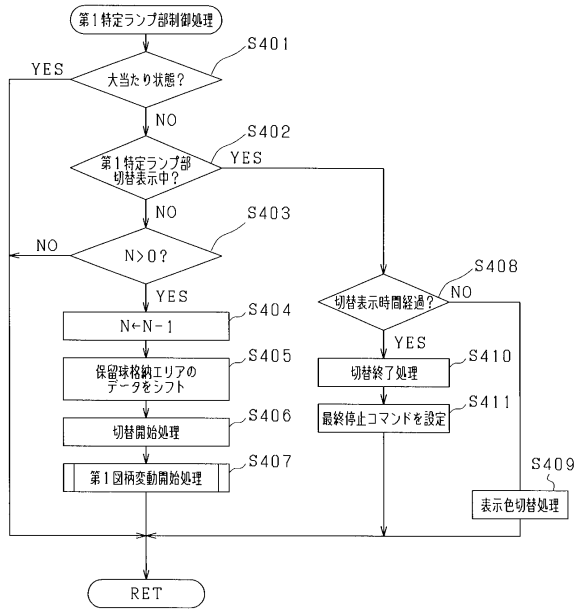 第1特定ランプ部制御処理
S401
YES
大当たり状態?
NO
S402
第1特定ランプ部
切替表示中?
YES
NO
S403
NO
N>0?
YES
S408
切替表示時間経過?
NO
S404
N←N-1
YES
S405
保留球格納エリアの
データをシフト
S410
切替終了処理
S406
切替開始処理
S411
最終停止コマンドを設定
S407
第1図柄変動開始処理
S409
表示色切替処理
RET